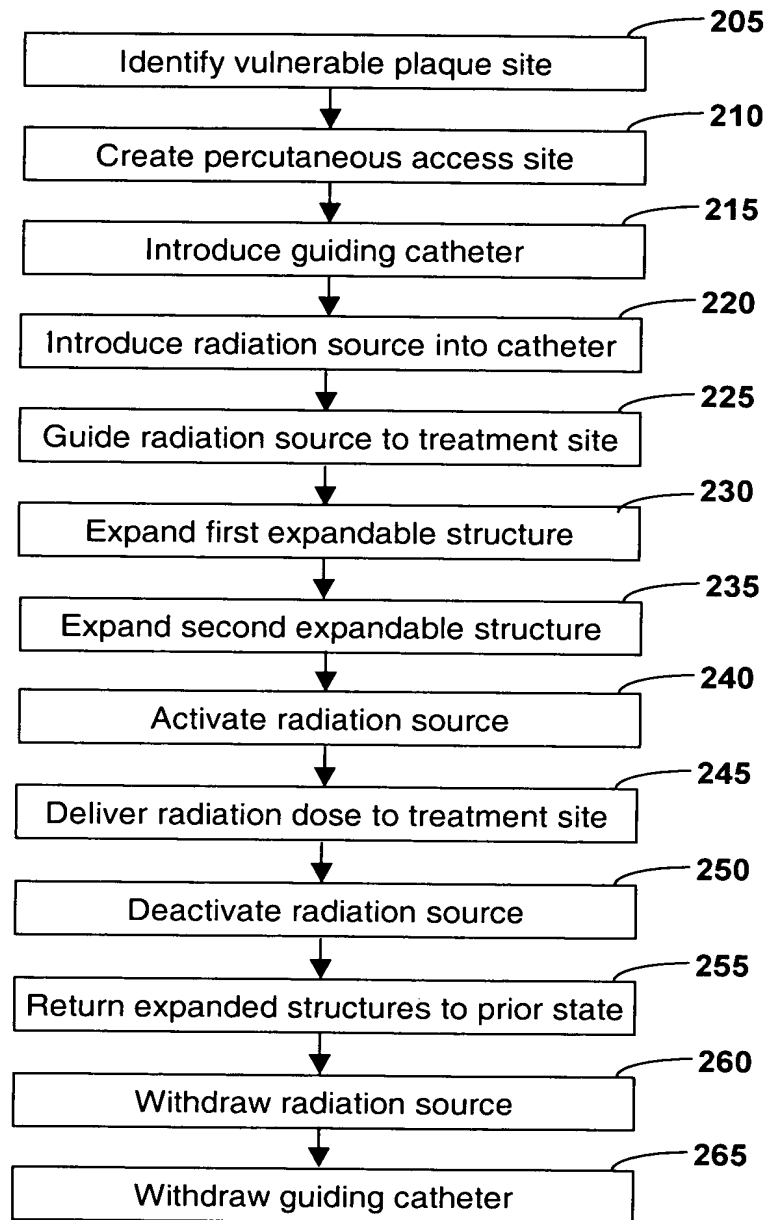 205
Identify vulnerable plaque site
210
Create percutaneous access site
215
Introduce guiding catheter
220
Introduce radiation source into catheter
225
Guide radiation source to treatment site
230
Expand first expandable structure
235
Expand second expandable structure
240
Activate radiation source
245
Deliver radiation dose to treatment site
250
Deactivate radiation source
255
Return expanded structures to prior state
260
Withdraw radiation source
265
Withdraw guiding catheter